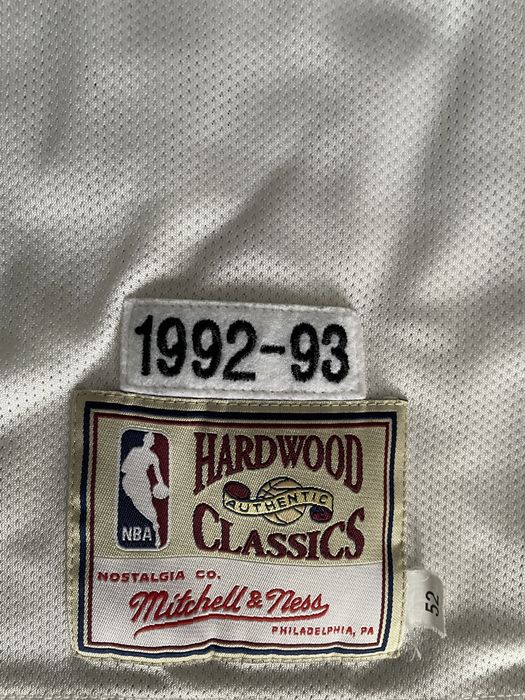 1992-93
HARDWOOD
AUTHENTIC
CLASSICS
NBA
NOSTALGIA CO.
Mitchell & Ness
PHILADELPHIA, PA
52